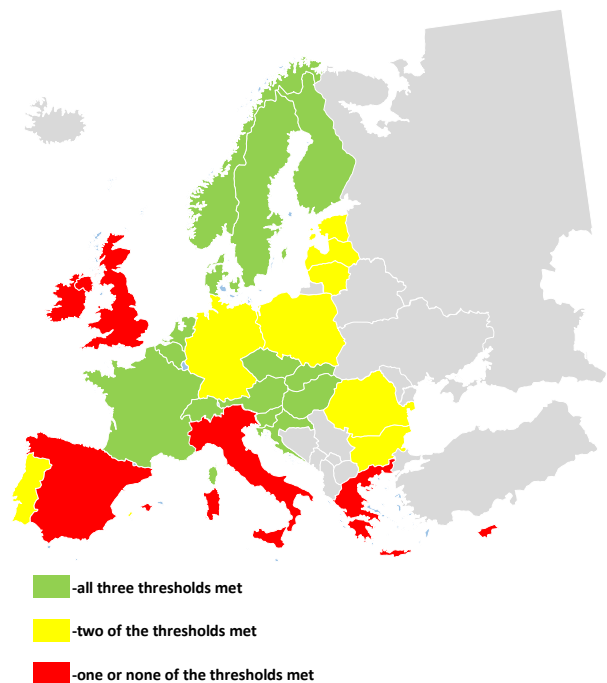 -all three thresholds met
-two of the thresholds met
-one or none of the thresholds met